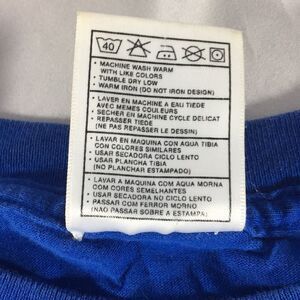 40
• MACHINE WASH WARM
WITH LIKE COLORS
• TUMBLE DRY LOW
• WARM IRON (DO NOT IRON DESIGN)
• LAVER EN MACHINE A EAU TIEDE
AVEC MEMES COULEURS
• SECHER EN MACHINE CYCLE DELICAT
• REPASSER TIEDE
(NE PAS REPASSER LE DESSIN)
• LAVAR EN MAQUINA CON AGUA TIBIA
CON COLORES SIMILARES
• USAR SECADORA CICLO LENTO
• USAR PLANCHA TIBIA
(NO PLANCHAR ESTAMPADO)
• LAVAR A MAQUINA COM AGUA MORNA
COM CORES SEMELHANTES
• USAR SECADORA NO CICLO LENTO
• PASSAR COM FERRO MORNO
(NAO PASSAR SOBRE A ESTAMPA)